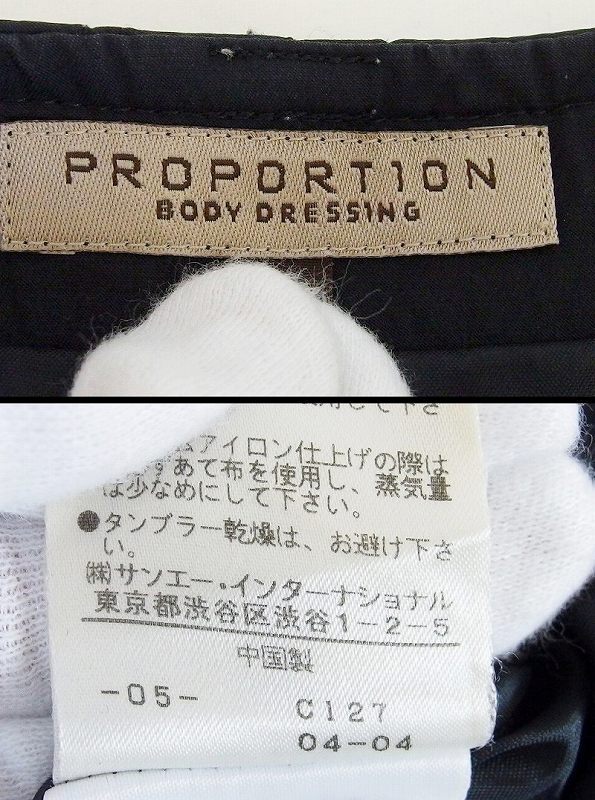 PROPORTION
BODY DRESSING
ムアイロン仕上げの際は
ずあて布を使用し、蒸気量
は少なめにして下さい。
●タンブラー乾燥は、お避け下さ
い。
㈱サンエー・インターナショナル
東京都渋谷区渋谷1-2-5
中国製
-05-
C127
04-04